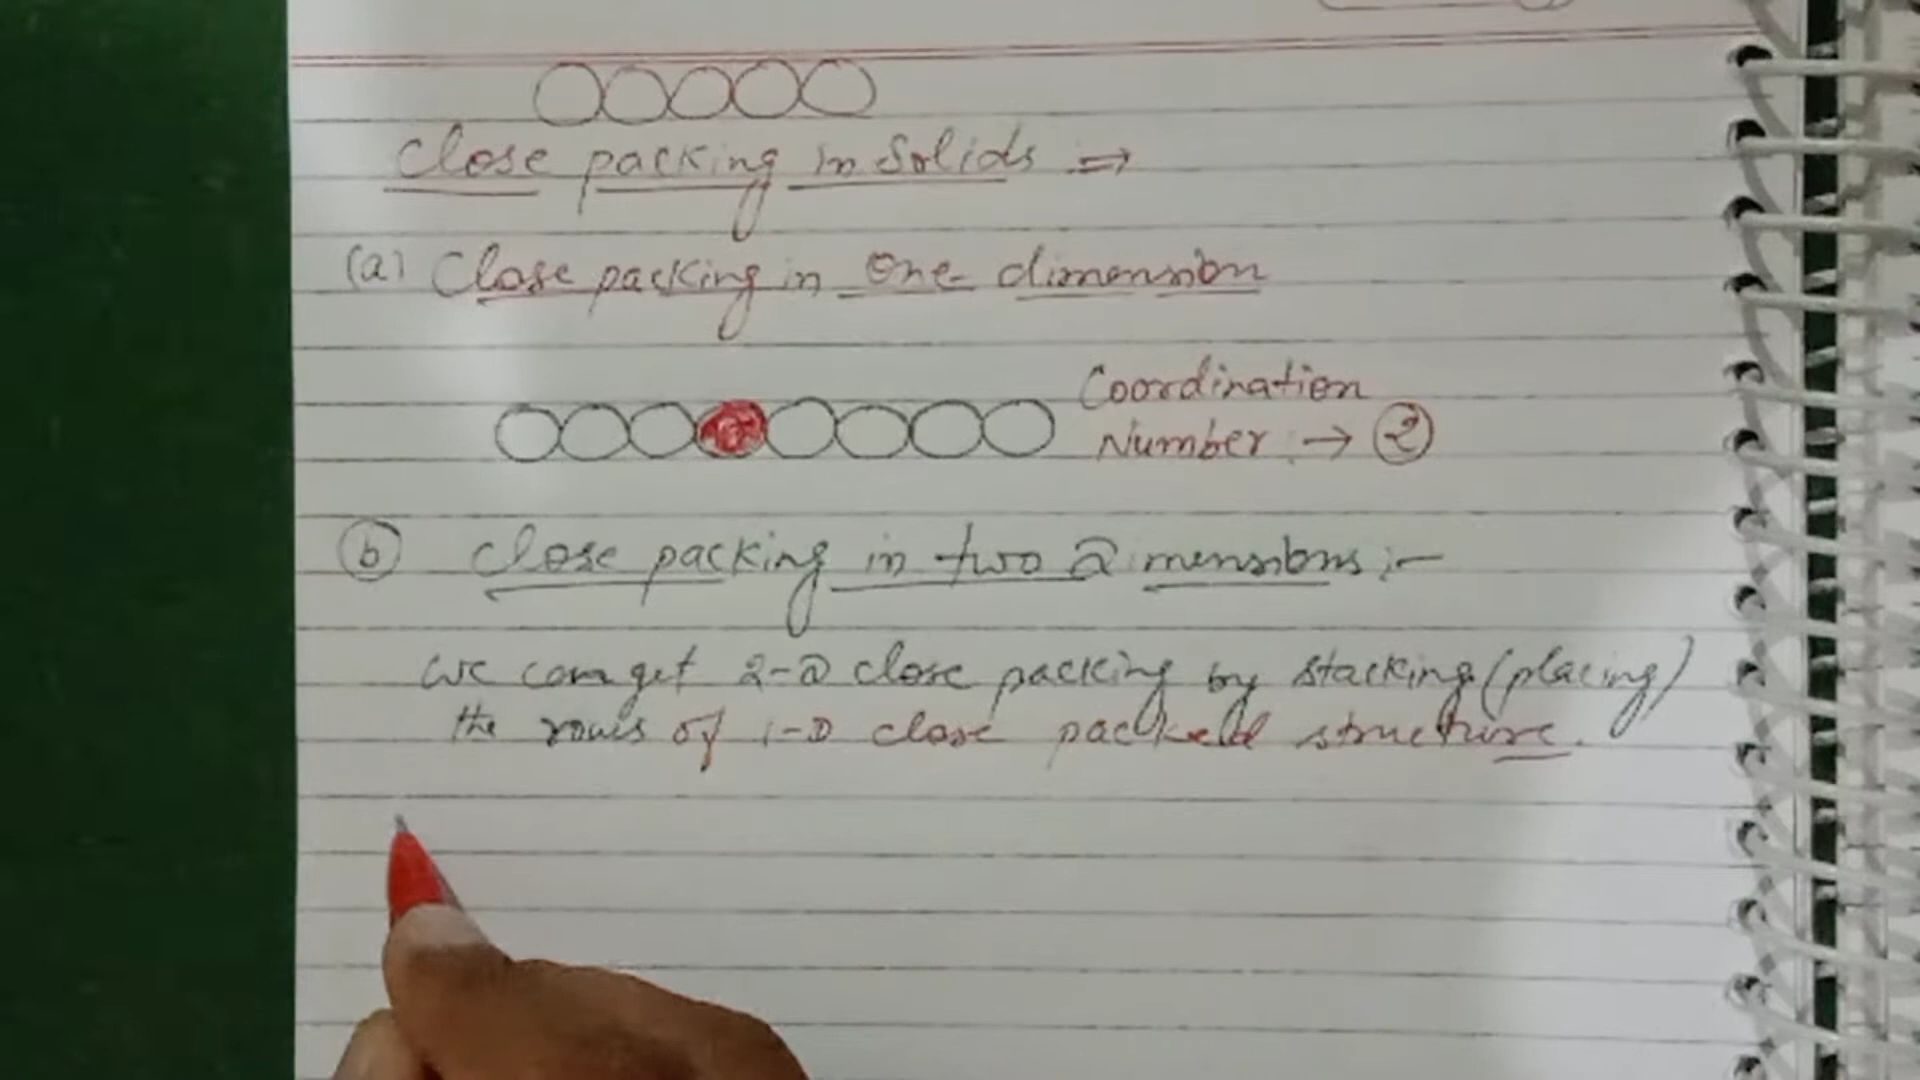 Close packing in Solids ⇒
(a) Close packing in One dimension
Coordination
Number → 2
b Close packing in two Dimensions :-
we can get 2-D close packing by stacking (placing)
the rows of 1-D close packed structure.